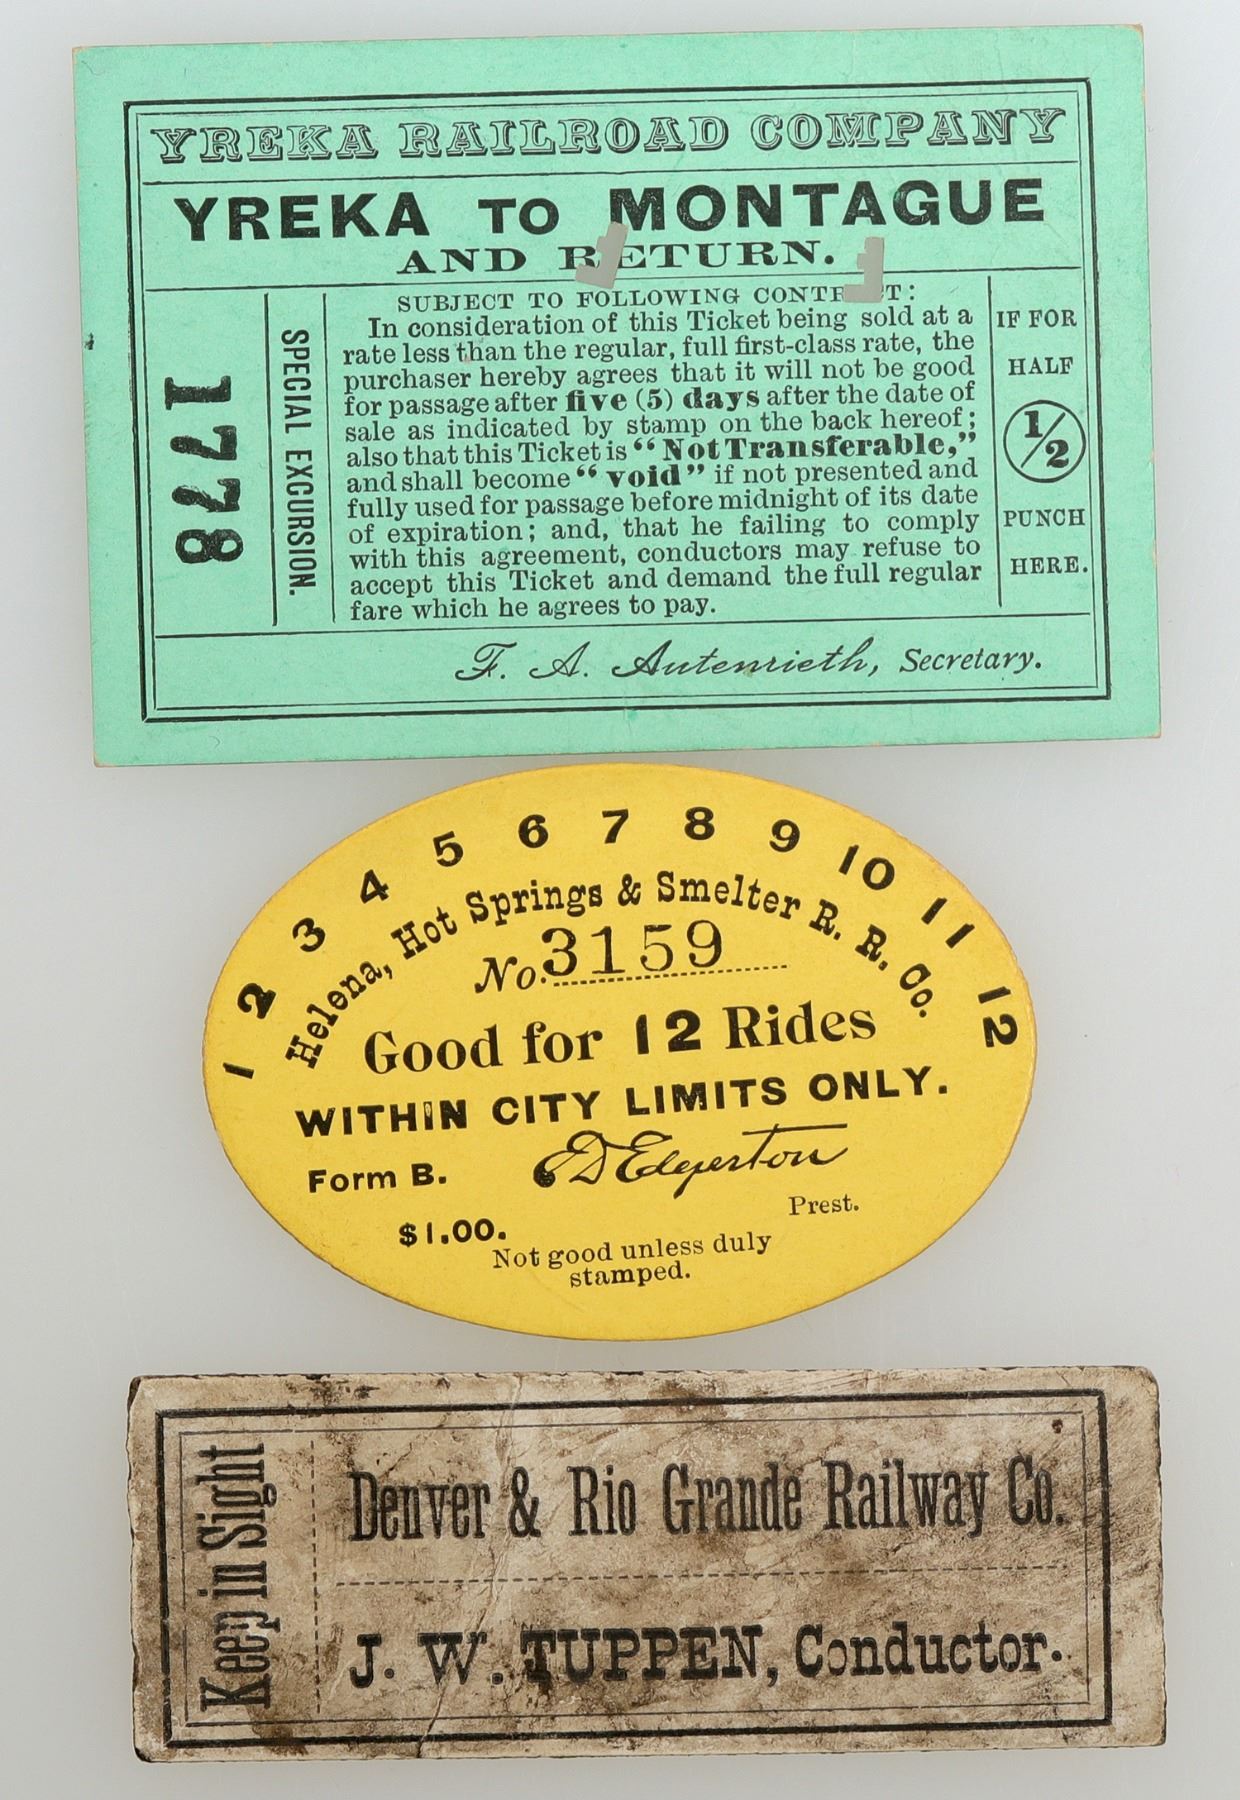 YREKA RAILROAD COMPANY
YREKA TO MONTAGUE
AND RETURN.
1778
SPECIAL EXCURSION.
SUBJECT TO FOLLOWING CONTRACT:
In consideration of this Ticket being sold at a
rate less than the regular, full first-class rate, the
purchaser hereby agrees that it will not be good
for passage after five (5) days after the date of
sale as indicated by stamp on the back hereof;
also that this Ticket is "Not Transferable,"
and shall become "void" if not presented and
fully used for passage before midnight of its date
of expiration; and, that he failing to comply
with this agreement, conductors may refuse to
accept this Ticket and demand the full regular
fare which he agrees to pay.
IF FOR
HALF
1/2
PUNCH
HERE.
F. A. Autenrieth, Secretary.
1 2 3 4 5 6 7 8 9 10 11 12
Helena, Hot Springs & Smelter R. R. Co.
No. 3159
Good for 12 Rides
WITHIN CITY LIMITS ONLY.
Form B. E D Edgerton
Prest.
$1.00.
Not good unless duly
stamped.
Keep in Sight
Denver & Rio Grande Railway Co.
J. W. TUPPEN, Conductor.